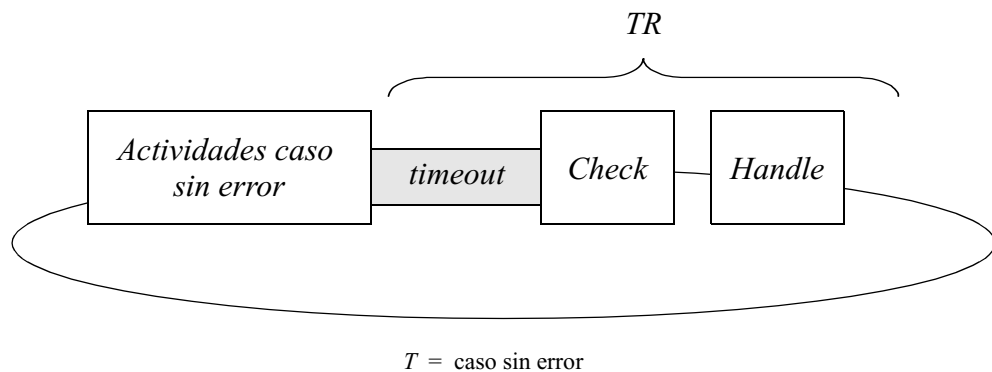 TR
Actividades caso
sin error
timeout
Check
Handle
T = caso sin error